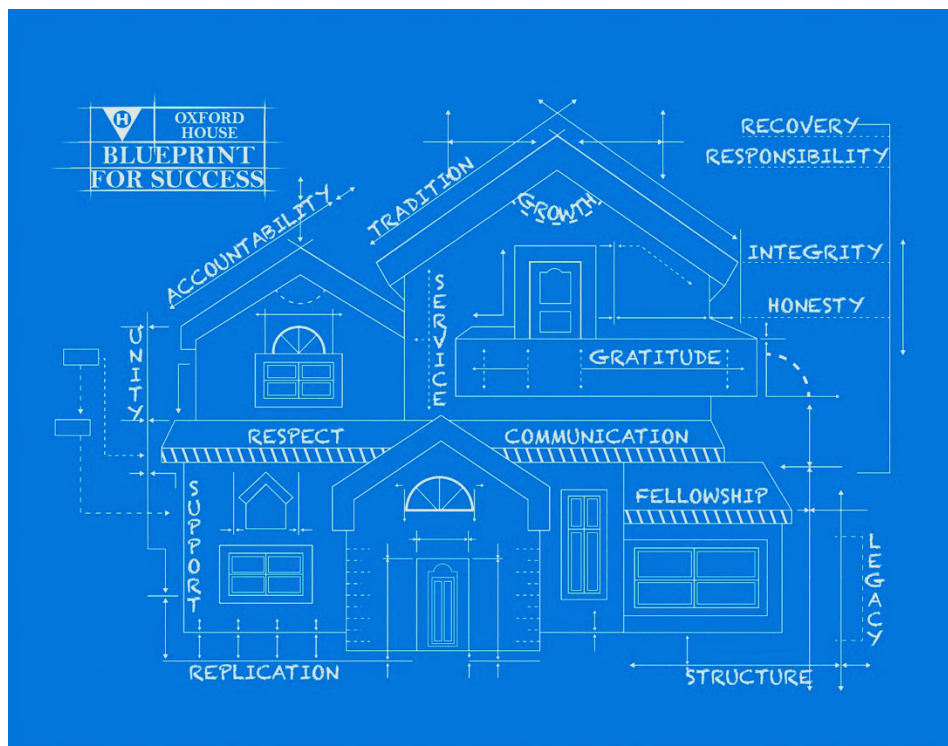 H
OXFORD
HOUSE
BLUEPRINT
FOR SUCCESS
RECOVERY
RESPONSIBILITY
ACCOUNTABILITY
TRADITION
GROWTH
INTEGRITY
HONESTY
SERVICE
UNITY
GRATITUDE
RESPECT
COMMUNICATION
SUPPORT
FELLOWSHIP
LEGACY
REPLICATION
STRUCTURE